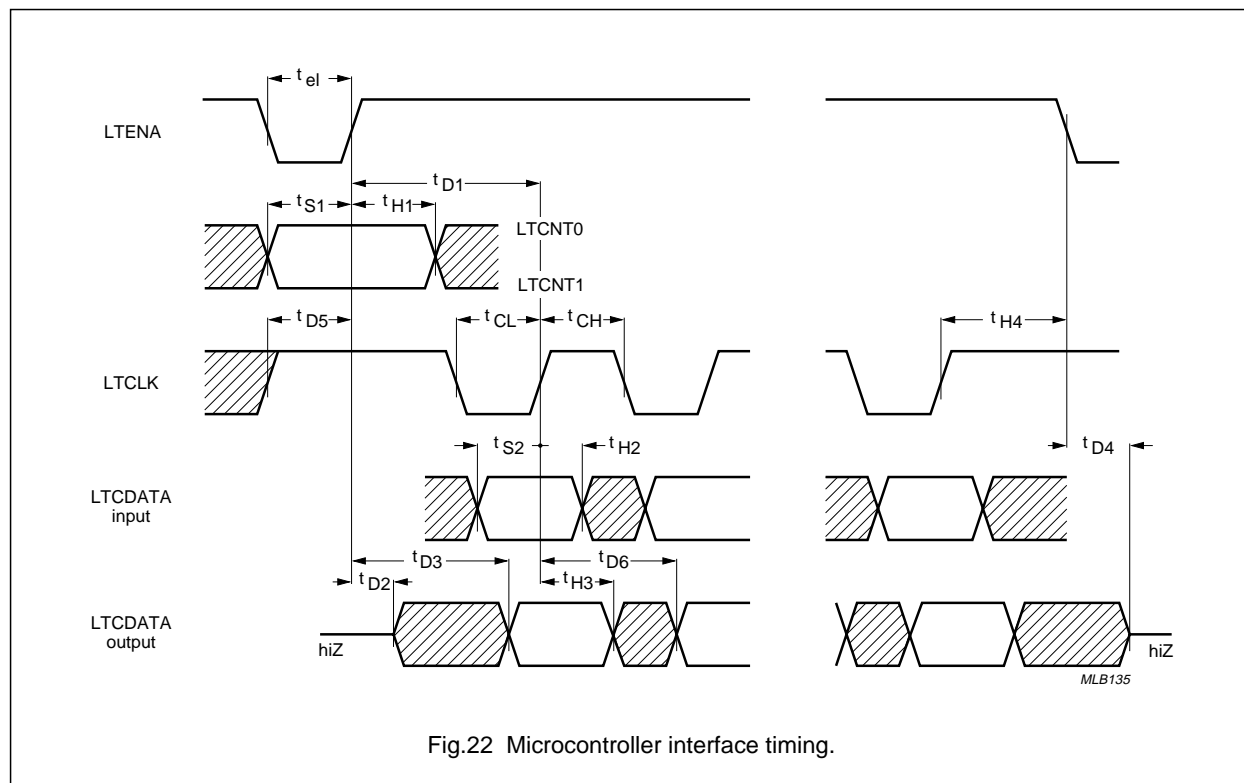 t el
LTENA
t D1
t S1
t H1
LTCNT0
LTCNT1
t D5
t CL
t CH
t H4
LTCLK
t S2
t H2
t D4
LTCDATA
input
t D3
t D6
t D2
t H3
LTCDATA
output
hiZ
hiZ
MLB135
Fig.22 Microcontroller interface timing.